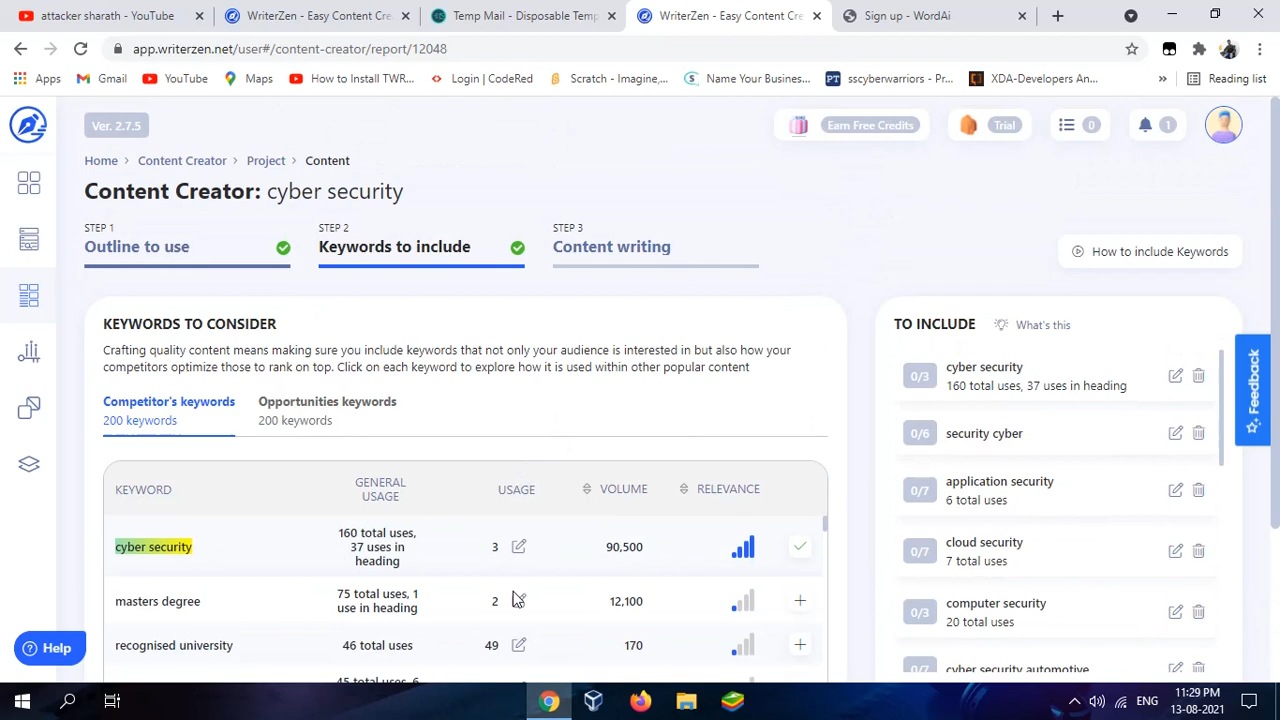 attacker sharath - YouTube
WriterZen - Easy Content Cre
Temp Mail - Disposable Temp
WriterZen - Easy Content Cre
Sign up - WordAi
app.writerzen.net/user#/content-creator/report/12048
Apps
Gmail
YouTube
Maps
How to Install TWR...
Login | CodeRed
Scratch - Imagine,...
Name Your Business...
sscyberwarriors - Pr...
XDA-Developers An...
»
Reading list
Ver. 2.7.5
Earn Free Credits
Trial
0
1
Home > Content Creator > Project > Content
Content Creator: cyber security
STEP 1
Outline to use
STEP 2
Keywords to include
STEP 3
Content writing
How to include Keywords
KEYWORDS TO CONSIDER
Crafting quality content means making sure you include keywords that not only your audience is interested in but also how your
competitors optimize those to rank on top. Click on each keyword to explore how it is used within other popular content
Competitor's keywords
200 keywords
Opportunities keywords
200 keywords
KEYWORD
GENERAL
USAGE
USAGE
VOLUME
RELEVANCE
cyber security
160 total uses,
37 uses in
heading
3
90,500
masters degree
75 total uses, 1
use in heading
2
12,100
recognised university
46 total uses
49
170
45 total uses, 6
TO INCLUDE
What's this
0/3
cyber security
160 total uses, 37 uses in heading
0/6
security cyber
0/7
application security
6 total uses
0/7
cloud security
7 total uses
0/3
computer security
20 total uses
0/7
cyber security automotive
Feedback
Help
ENG
11:29 PM
13-08-2021